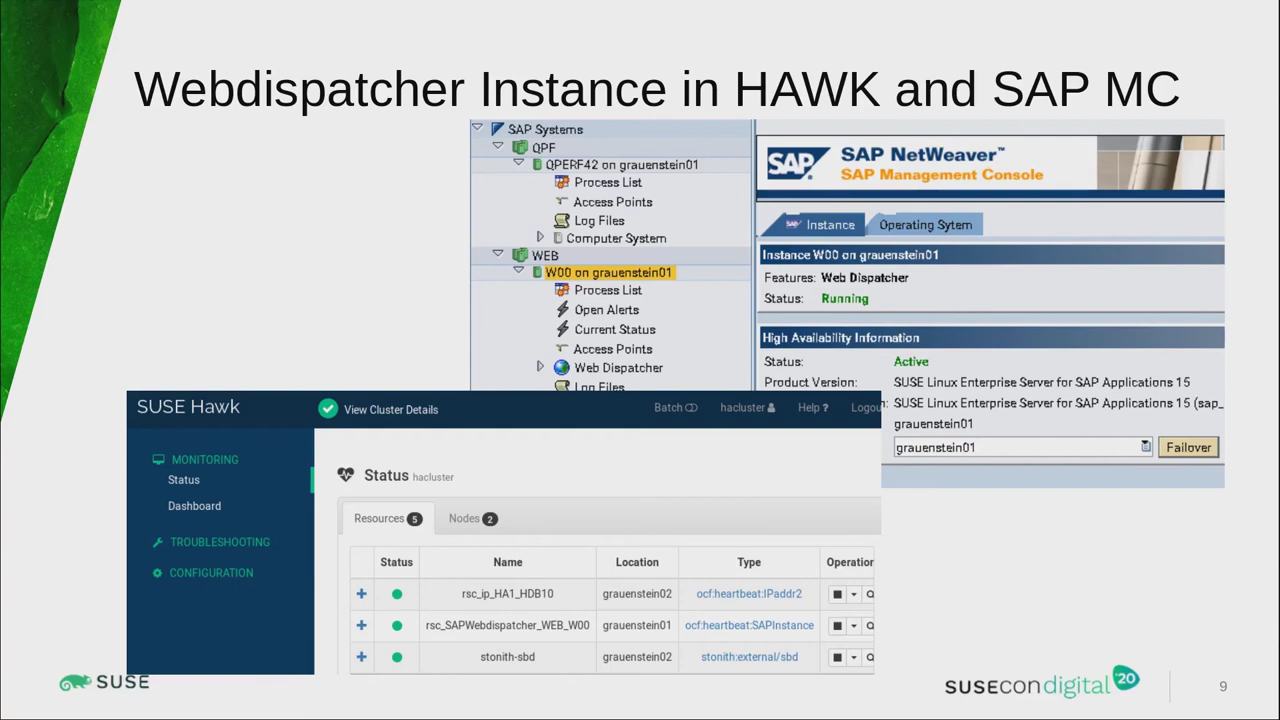 Webdispatcher Instance in HAWK and SAP MC
SAP Systems
QPF
QPERF42 on grauenstein01
Process List
Access Points
Log Files
Computer System
WEB
W00 on grauenstein01
Process List
Open Alerts
Current Status
Access Points
Web Dispatcher
Log Files
SAP
SAP NetWeaver™
SAP Management Console
Instance
Operating Sytem
Instance W00 on grauenstein01
Features: Web Dispatcher
Status: Running
High Availability Information
Status: Active
Product Version: SUSE Linux Enterprise Server for SAP Applications 15
SUSE Linux Enterprise Server for SAP Applications 15 (sap_
grauenstein01
grauenstein01 Failover
SUSE Hawk
View Cluster Details
Batch
hacluster
Help ?
Logou
MONITORING
Status
Dashboard
TROUBLESHOOTING
CONFIGURATION
Status hacluster
Resources 5
Nodes 2
Status Name Location Type Operation
rsc_ip_HA1_HDB10 grauenstein02 ocf:heartbeat:IPaddr2
rsc_SAPWebdispatcher_WEB_W00 grauenstein01 ocf:heartbeat:SAPInstance
stonith-sbd grauenstein02 stonith:external/sbd
SUSE
SUSECON digital '20
9